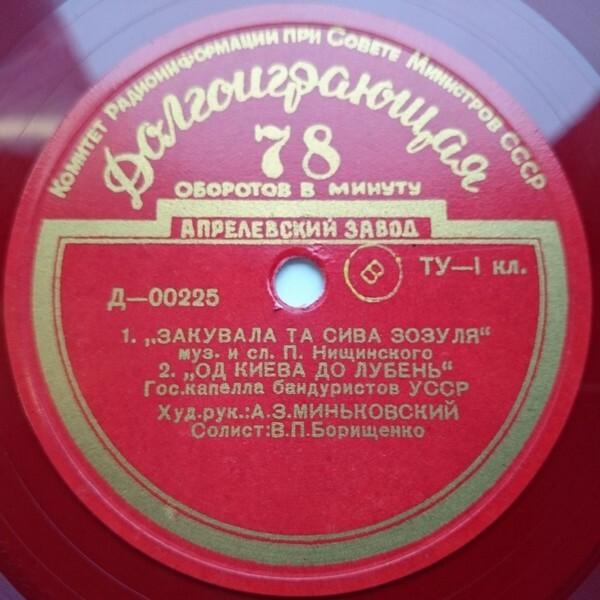 Комитет Радиоинформации при Совете Министров СССР
Долгоиграющая
78
ОБОРОТОВ В МИНУТУ
АПРЕЛЕВСКИЙ ЗАВОД
В
ТУ—I кл.
Д—00225
1. „ЗАКУВАЛА ТА СИВА ЗОЗУЛЯ“
муз. и сл. П. Нищинского
2. „ОД КИЕВА ДО ЛУБЕНЬ“
Гос.капелла бандуристов УССР
Худ.рук.:А.З.МИНЬКОВСКИЙ
Солист:В.П.Борищенко